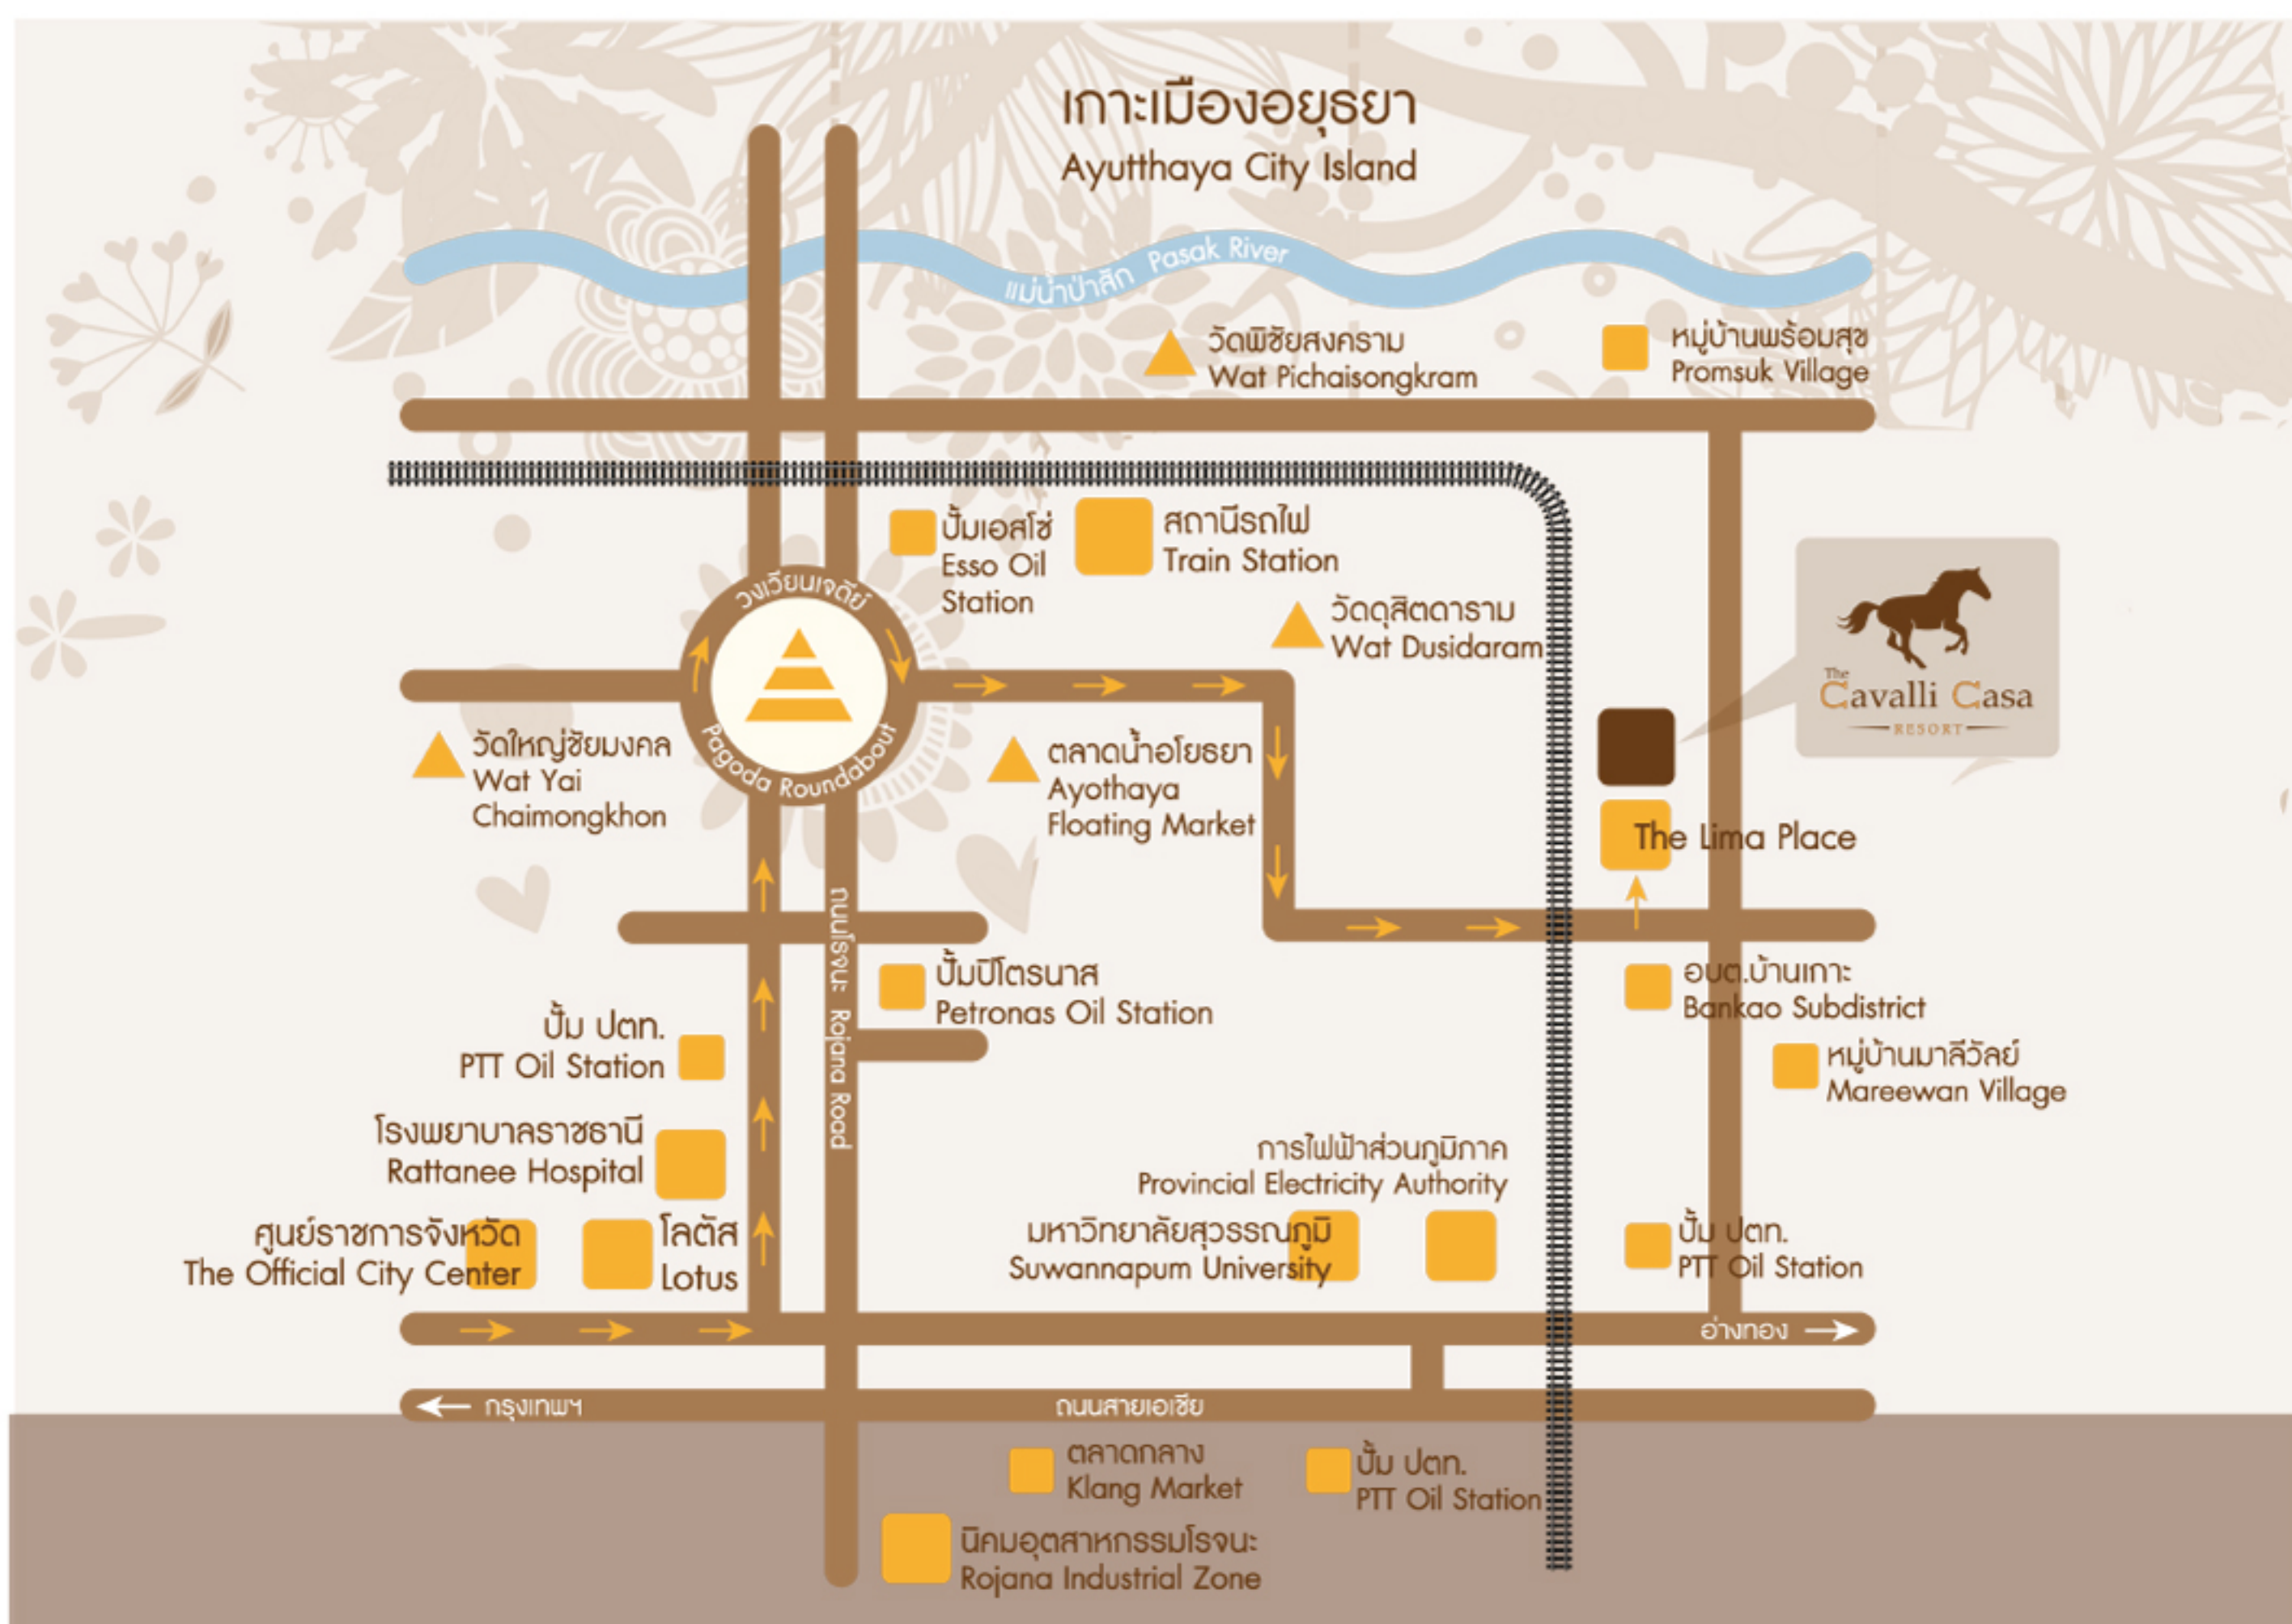 เกาะเมืองอยุธยา
Ayutthaya City Island
แม่น้ำป่าสัก Pasak River
วัดพิชัยสงคราม
Wat Pichaisongkram
หมู่บ้านพร้อมสุข
Promsuk Village
ปั้มเอสโซ่
Esso Oil
Station
สถานีรถไฟ
Train Station
วัดดุสิตดาราม
Wat Dusidaram
วงเวียนเจดีย์
Pagoda Roundabout
The
Cavalli Casa
RESORT
วัดใหญ่ชัยมงคล
Wat Yai
Chaimongkhon
ตลาดน้ำอโยธยา
Ayothaya
Floating Market
The Lima Place
ถนนโรจนะ Rojana Road
ปั้มปิโตรนาส
Petronas Oil Station
อบต.บ้านเกาะ
Bankao Subdistrict
ปั้ม ปตท.
PTT Oil Station
หมู่บ้านมาลีวัลย์
Mareewan Village
โรงพยาบาลราชธานี
Rattanee Hospital
การไฟฟ้าส่วนภูมิภาค
Provincial Electricity Authority
ศูนย์ราชการจังหวัด
The Official City Center
โลตัส
Lotus
มหาวิทยาลัยสุวรรณภูมิ
Suwannapum University
ปั้ม ปตท.
PTT Oil Station
อ่างทอง
กรุงเทพฯ
ถนนสายเอเชีย
ตลาดกลาง
Klang Market
ปั้ม ปตท.
PTT Oil Station
นิคมอุตสาหกรรมโรจนะ
Rojana Industrial Zone